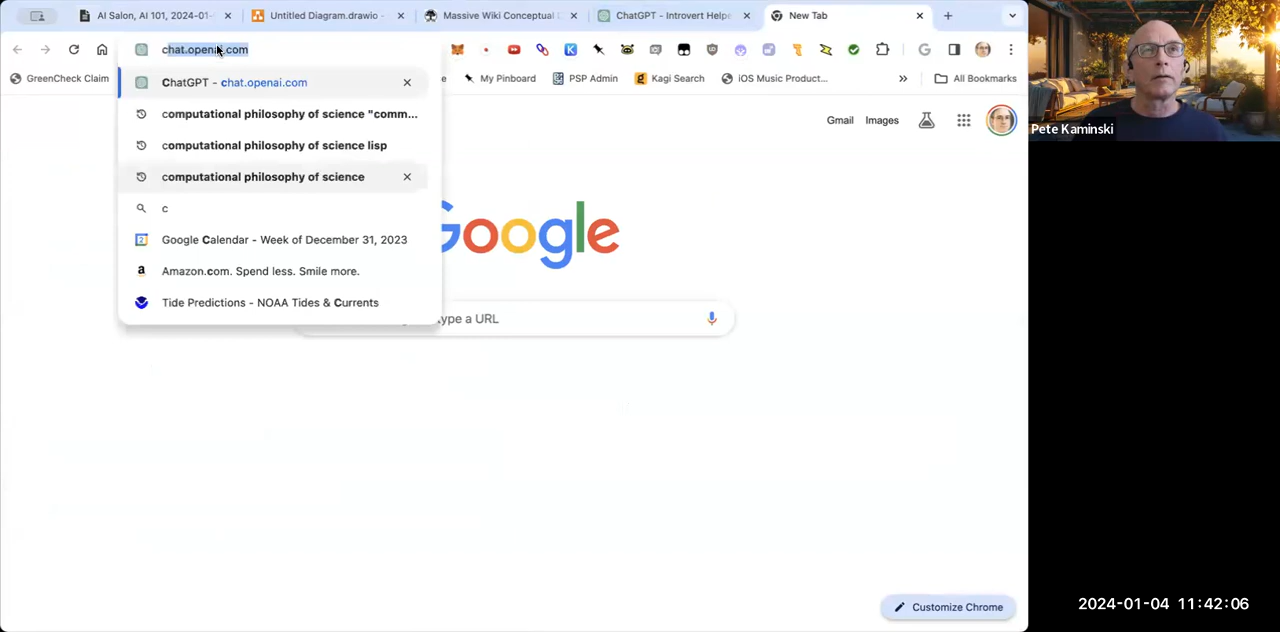 AI Salon, AI 101, 2024-01-
Untitled Diagram.drawio -
Massive Wiki Conceptual
ChatGPT - Introvert Helpe
New Tab
chat.openai.com
GreenCheck Claim
My Pinboard
PSP Admin
Kagi Search
iOS Music Product...
All Bookmarks
ChatGPT - chat.openai.com
computational philosophy of science "comm...
computational philosophy of science lisp
computational philosophy of science
c
Google Calendar - Week of December 31, 2023
Amazon.com. Spend less. Smile more.
Tide Predictions - NOAA Tides & Currents
Gmail
Images
Google
ype a URL
Customize Chrome
Pete Kaminski
2024-01-04 11:42:06